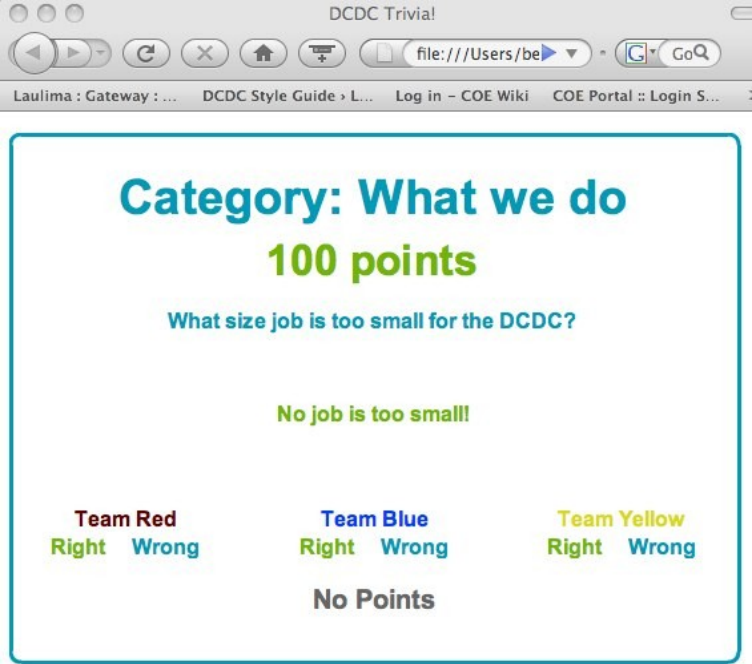 DCDC Trivia!
file:///Users/be
G GoQ
Laulima : Gateway : ... DCDC Style Guide › L... Log in – COE Wiki COE Portal :: Login S...
Category: What we do
100 points
What size job is too small for the DCDC?
No job is too small!
Team Red Team Blue Team Yellow
Right Wrong Right Wrong Right Wrong
No Points